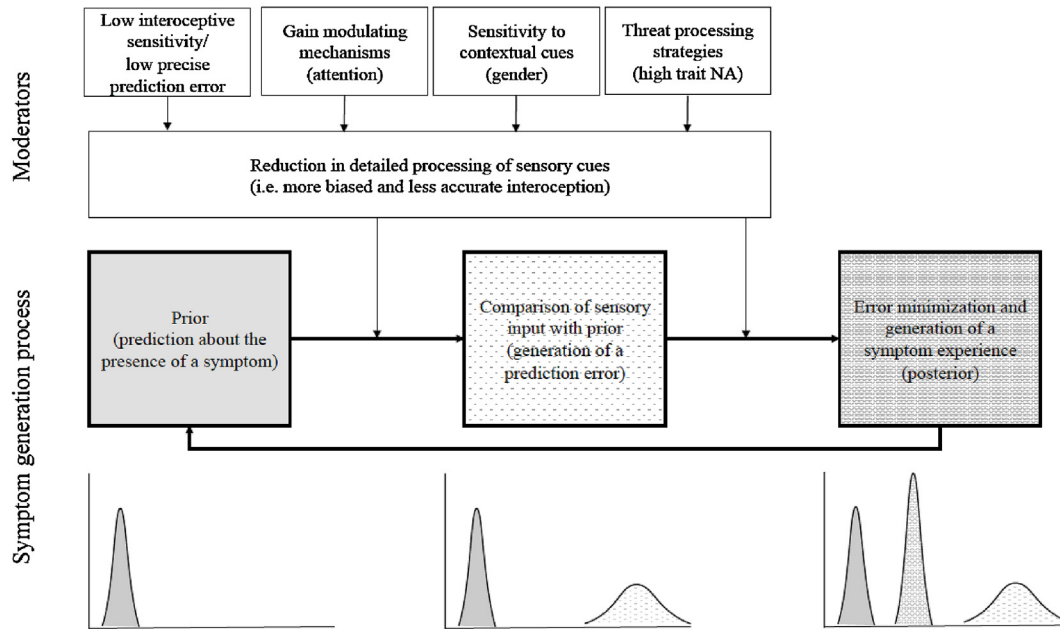 Moderators
Low interoceptive
sensitivity/
low precise
prediction error
Gain modulating
mechanisms
(attention)
Sensitivity to
contextual cues
(gender)
Threat processing
strategies
(high trait NA)
Reduction in detailed processing of sensory cues
(i.e. more biased and less accurate interoception)
Symptom generation process
Prior
(prediction about the
presence of a symptom)
Comparison of sensory
input with prior
(generation of a
prediction error)
Error minimization and
generation of a
symptom experience
(posterior)